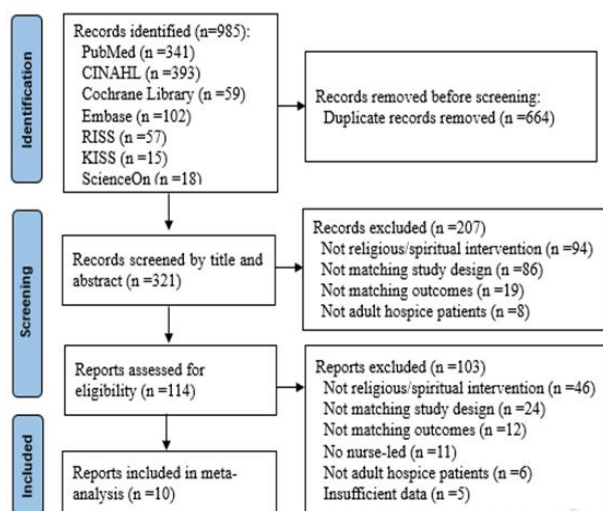 Identification
Records identified (n=985):
PubMed (n =341)
CINAHL (n =393)
Cochrane Library (n =59)
Embase (n =102)
RISS (n =57)
KISS (n =15)
ScienceOn (n =18)
Records removed before screening:
Duplicate records removed (n =664)
Screening
Records screened by title and
abstract (n =321)
Records excluded (n =207)
Not religious/spiritual intervention (n =94)
Not matching study design (n =86)
Not matching outcomes (n =19)
Not adult hospice patients (n =8)
Reports assessed for
eligibility (n =114)
Reports excluded (n =103)
Not religious/spiritual intervention (n =46)
Not matching study design (n =24)
Not matching outcomes (n =12)
No nurse-led (n =11)
Not adult hospice patients (n =6)
Insufficient data (n =5)
Included
Reports included in meta-
analysis (n =10)